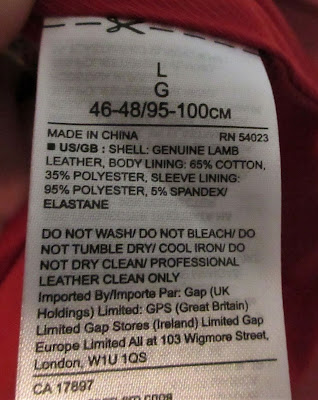 L
G
46-48/95-100CM
MADE IN CHINA RN 54023
■ US/GB : SHELL: GENUINE LAMB
LEATHER, BODY LINING: 65% COTTON,
35% POLYESTER, SLEEVE LINING:
95% POLYESTER, 5% SPANDEX/
ELASTANE
DO NOT WASH/ DO NOT BLEACH/ DO
NOT TUMBLE DRY/ COOL IRON/ DO
NOT DRY CLEAN/ PROFESSIONAL
LEATHER CLEAN ONLY
Imported By/Importe Par: Gap (UK
Holdings) Limited: GPS (Great Britain)
Limited Gap Stores (Ireland) Limited Gap
Europe Limited All at 103 Wigmore Street,
London, W1U 1QS
CA 17897